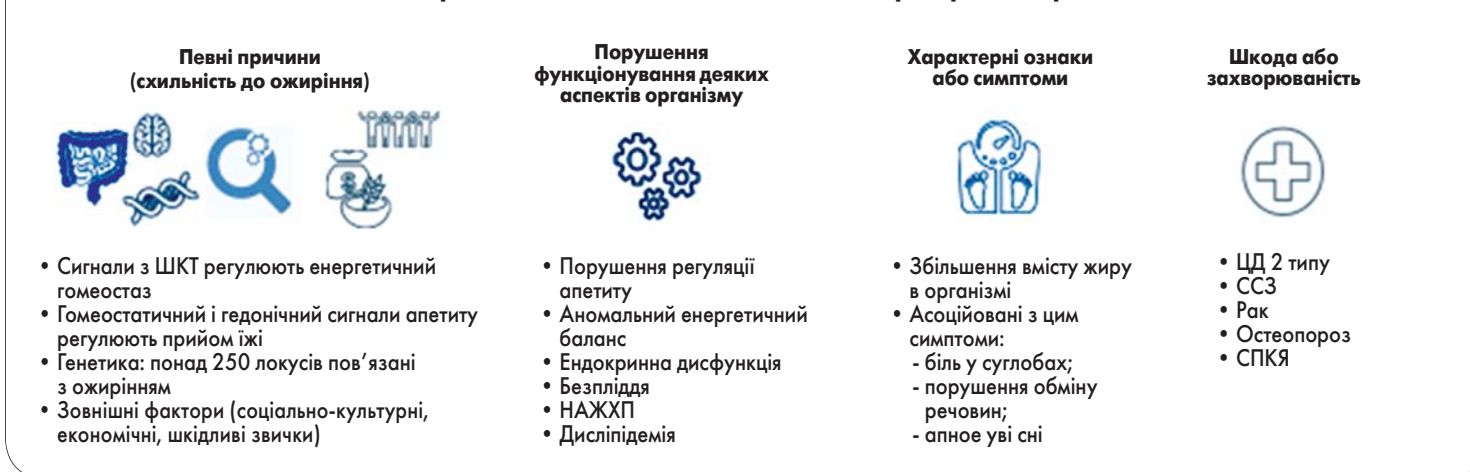 Певні причини
(схильність до ожиріння)
• Сигнали з ШКТ регулюють енергетичний
гомеостаз
• Гомеостатичний і гедонічний сигнали апетиту
регулюють прийом їжі
• Генетика: понад 250 локусів пов’язані
з ожирінням
• Зовнішні фактори (соціально-культурні,
економічні, шкідливі звички)
Порушення
функціонування деяких
аспектів організму
• Порушення регуляції
апетиту
• Аномальний енергетичний
баланс
• Ендокринна дисфункція
• Безпліддя
• НАЖХП
• Дисліпідемія
Характерні ознаки
або симптоми
• Збільшення вмісту жиру
в організмі
• Асоційовані з цим
симптоми:
- біль у суглобах;
- порушення обміну
речовин;
- апное уві сні
Шкода або
захворюваність
• ЦД 2 типу
• ССЗ
• Рак
• Остеопороз
• СПКЯ